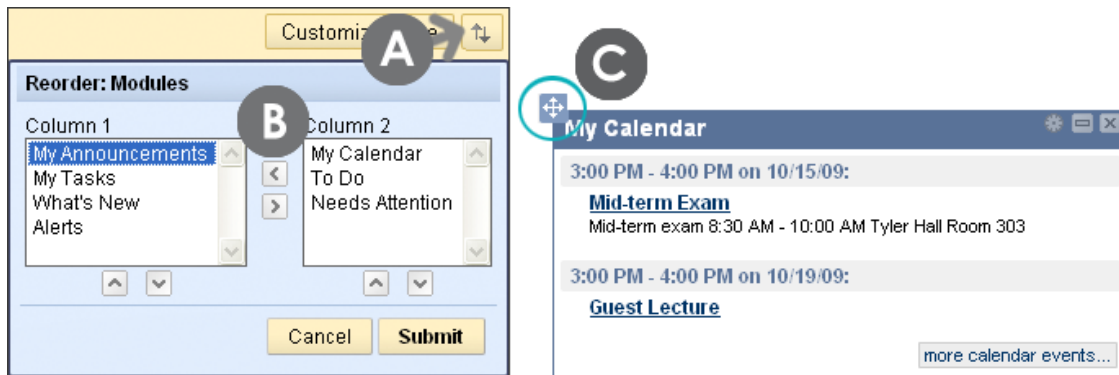 Customiz
A
C
Reorder: Modules
B
Column 1
Column 2
My Announcements
My Tasks
What's New
Alerts
My Calendar
To Do
Needs Attention
Cancel
Submit
My Calendar
3:00 PM - 4:00 PM on 10/15/09:
Mid-term Exam
Mid-term exam 8:30 AM - 10:00 AM Tyler Hall Room 303
3:00 PM - 4:00 PM on 10/19/09:
Guest Lecture
more calendar events...